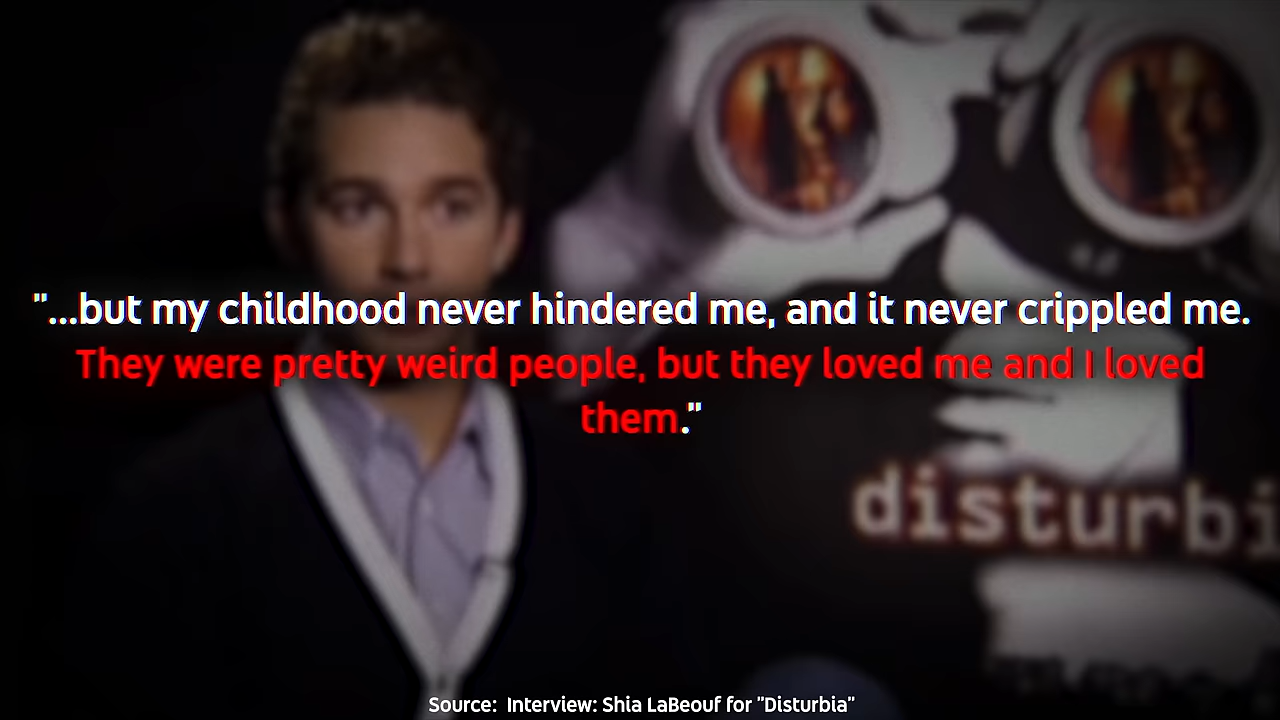 "...but my childhood never hindered me, and it never crippled me.
They were pretty weird people, but they loved me and I loved
them."
disturbi
Source:  Interview: Shia LaBeouf for "Disturbia"